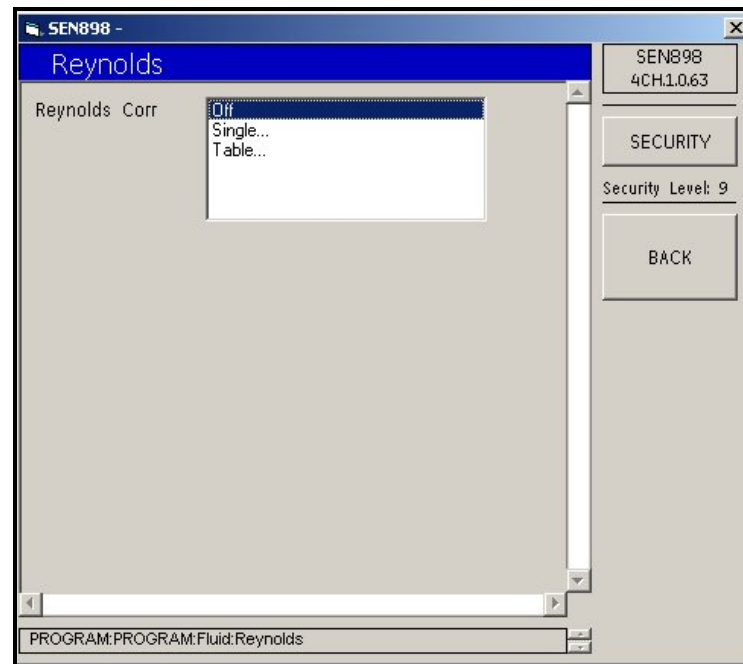 SEN898 -
Reynolds
Reynolds Corr
Off
Single...
Table...
SEN898
4CH.1.0.63
SECURITY
Security Level: 9
BACK
PROGRAM:PROGRAM:Fluid:Reynolds